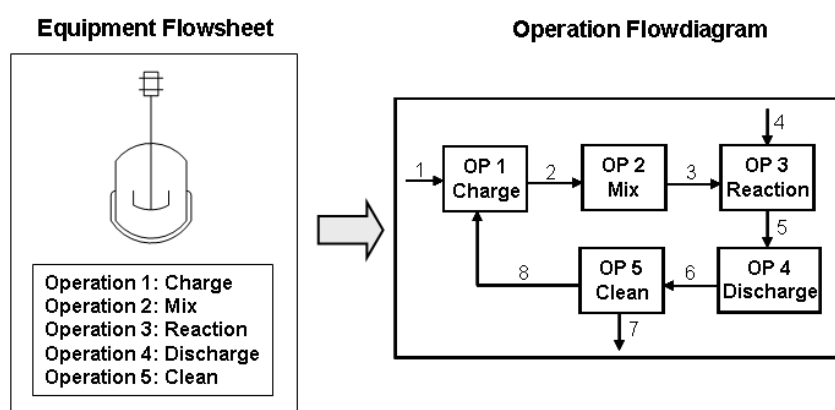 Equipment Flowsheet
Operation 1: Charge
Operation 2: Mix
Operation 3: Reaction
Operation 4: Discharge
Operation 5: Clean
Operation Flowdiagram
4
1
OP 1
Charge
2
OP 2
Mix
3
OP 3
Reaction
5
8
OP 5
Clean
6
OP 4
Discharge
7